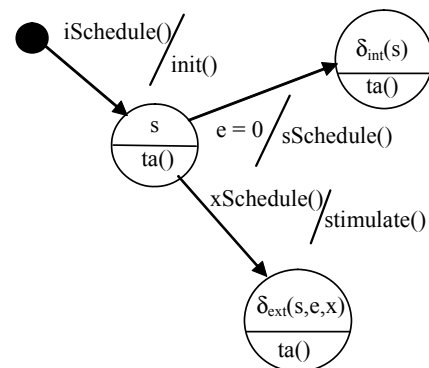 iSchedule()
init()
δint(s)
ta()
s
ta()
e = 0
sSchedule()
xSchedule()
stimulate()
δext(s,e,x)
ta()